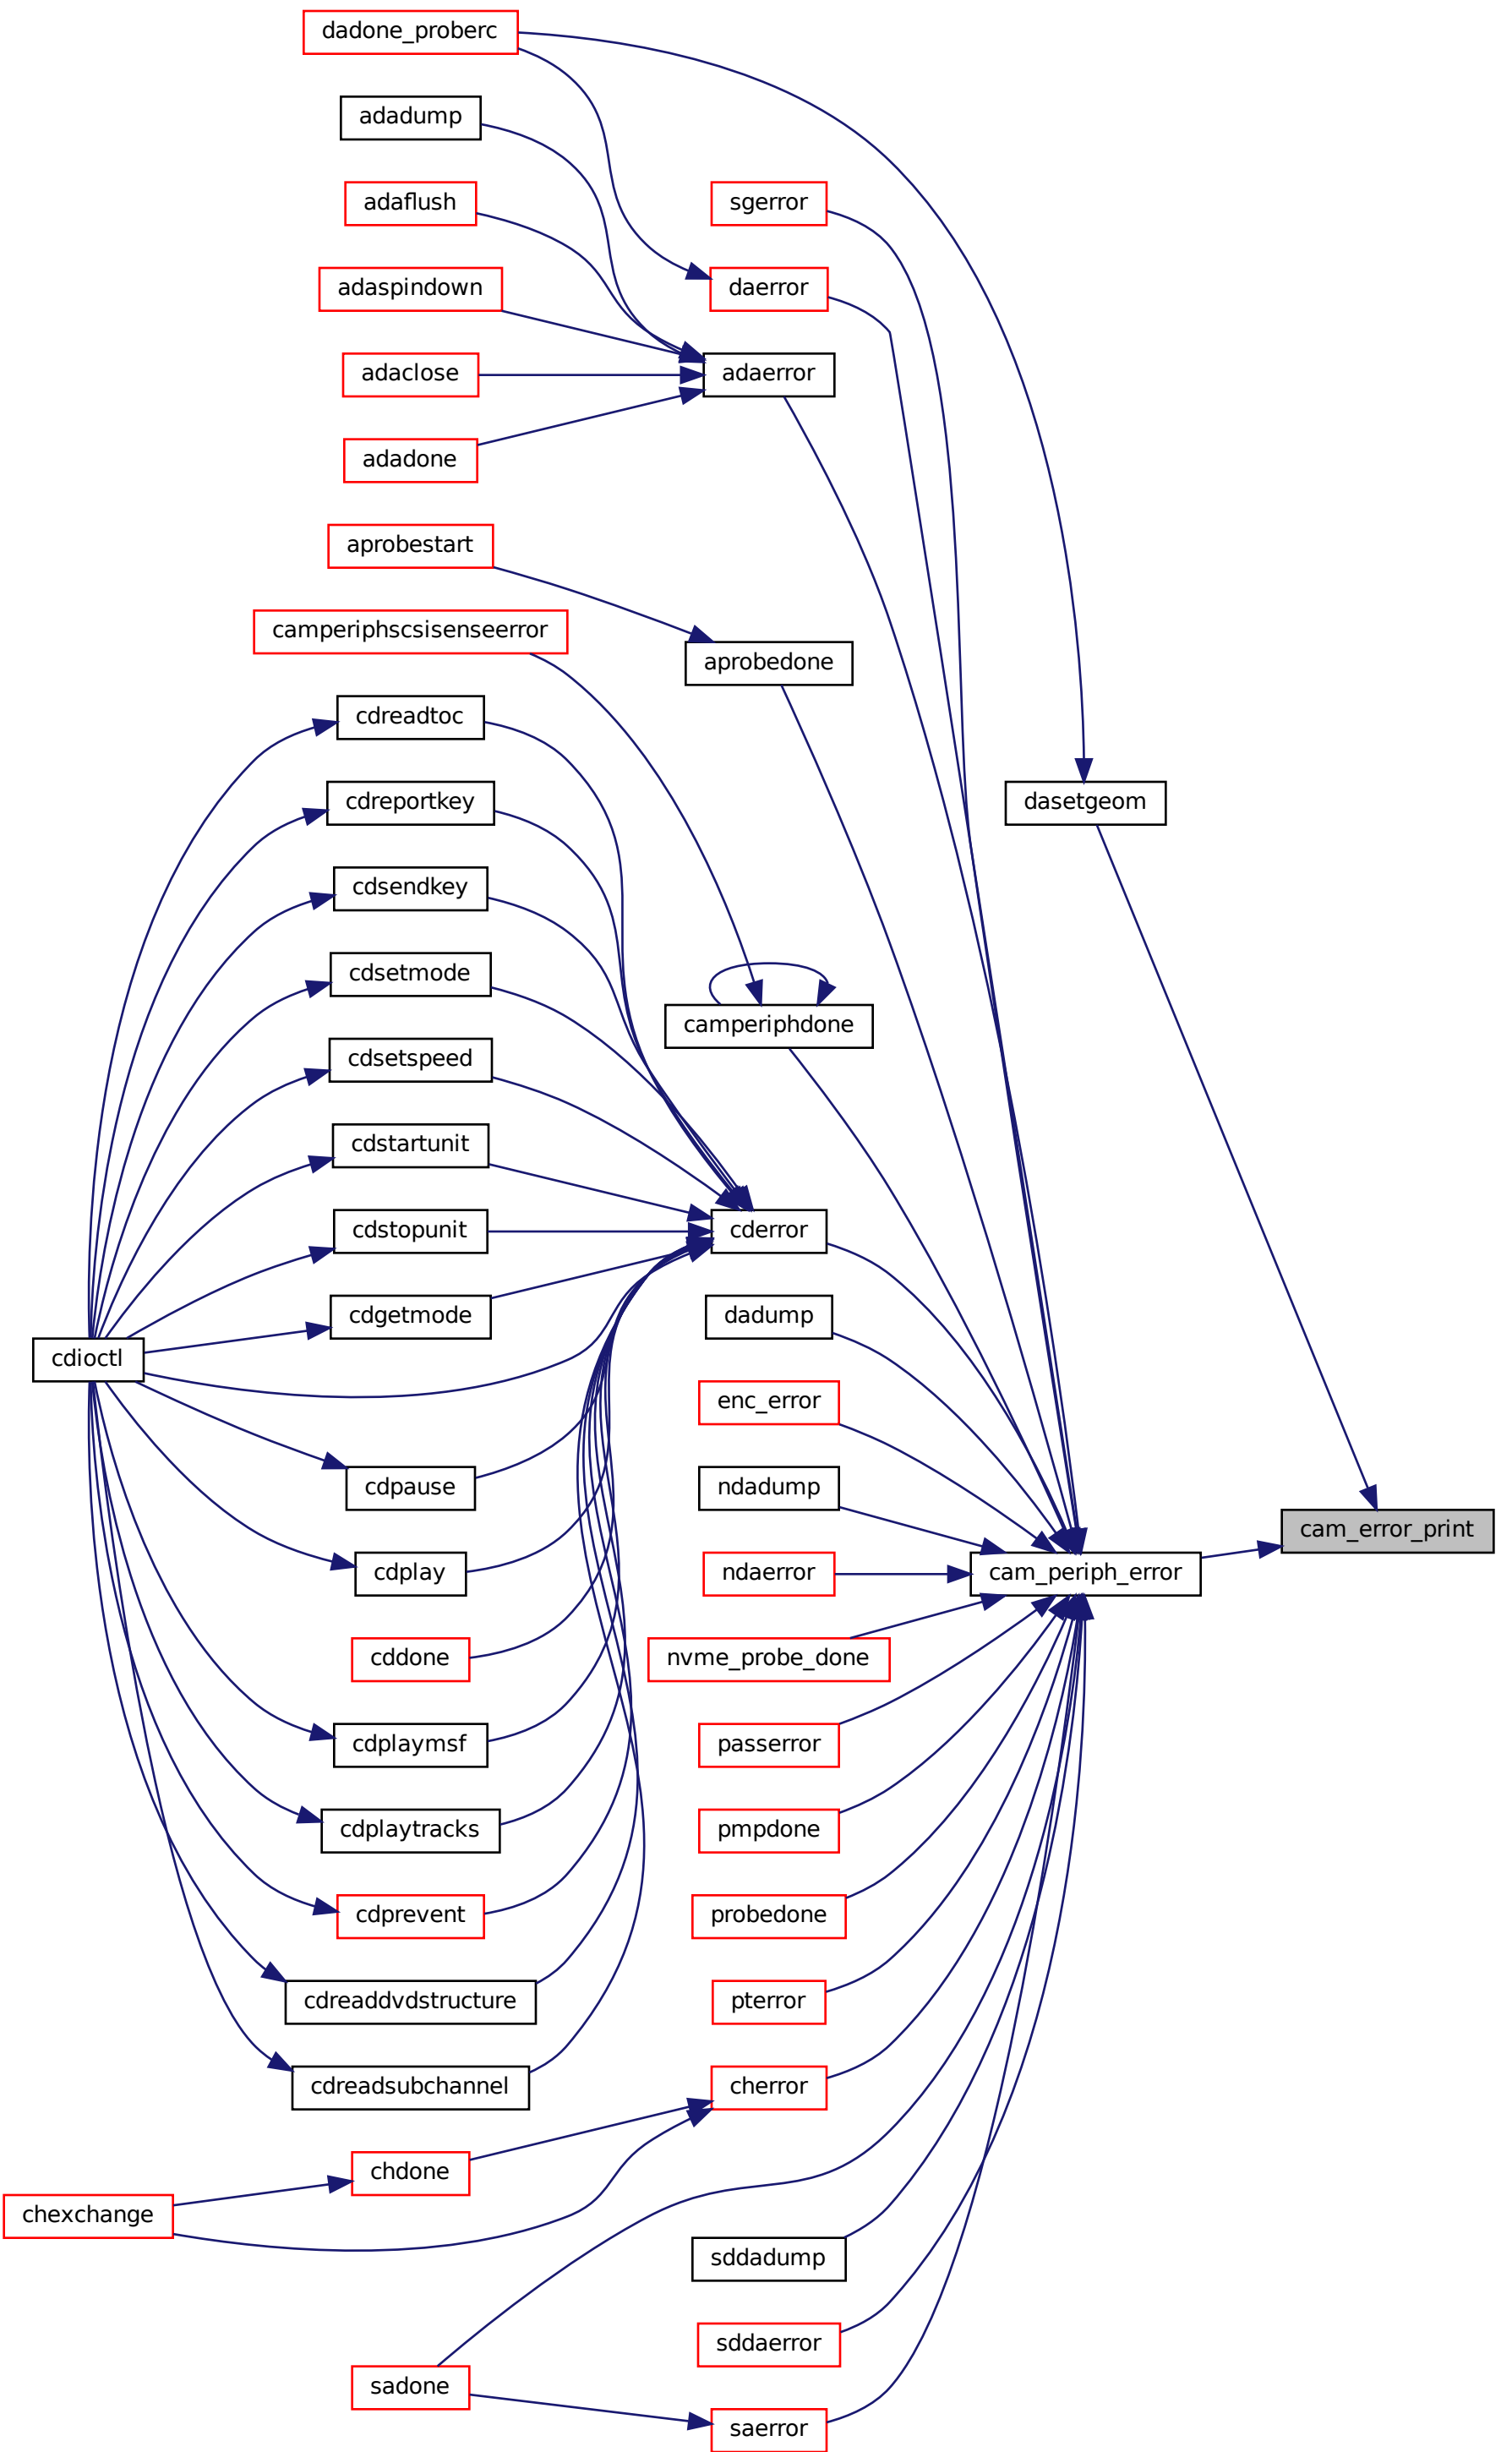 dadone_proberc
adadump
adaflush
sgerror
adaspindown
daerror
adaclose
adaerror
adadone
aprobestart
camperiphscsisenseerror
aprobedone
cdreadtoc
cdreportkey
dasetgeom
cdsendkey
cdsetmode
camperiphdone
cdsetspeed
cdstartunit
cdstopunit
cderror
cdgetmode
dadump
cdioctl
enc_error
cdpause
ndadump
cam_error_print
cdplay
ndaerror
cam_periph_error
cddone
nvme_probe_done
cdplaymsf
passerror
cdplaytracks
pmpdone
cdprevent
probedone
cdreaddvdstructure
pterror
cdreadsubchannel
cherror
chdone
chexchange
sddadump
sddaerror
sadone
saerror